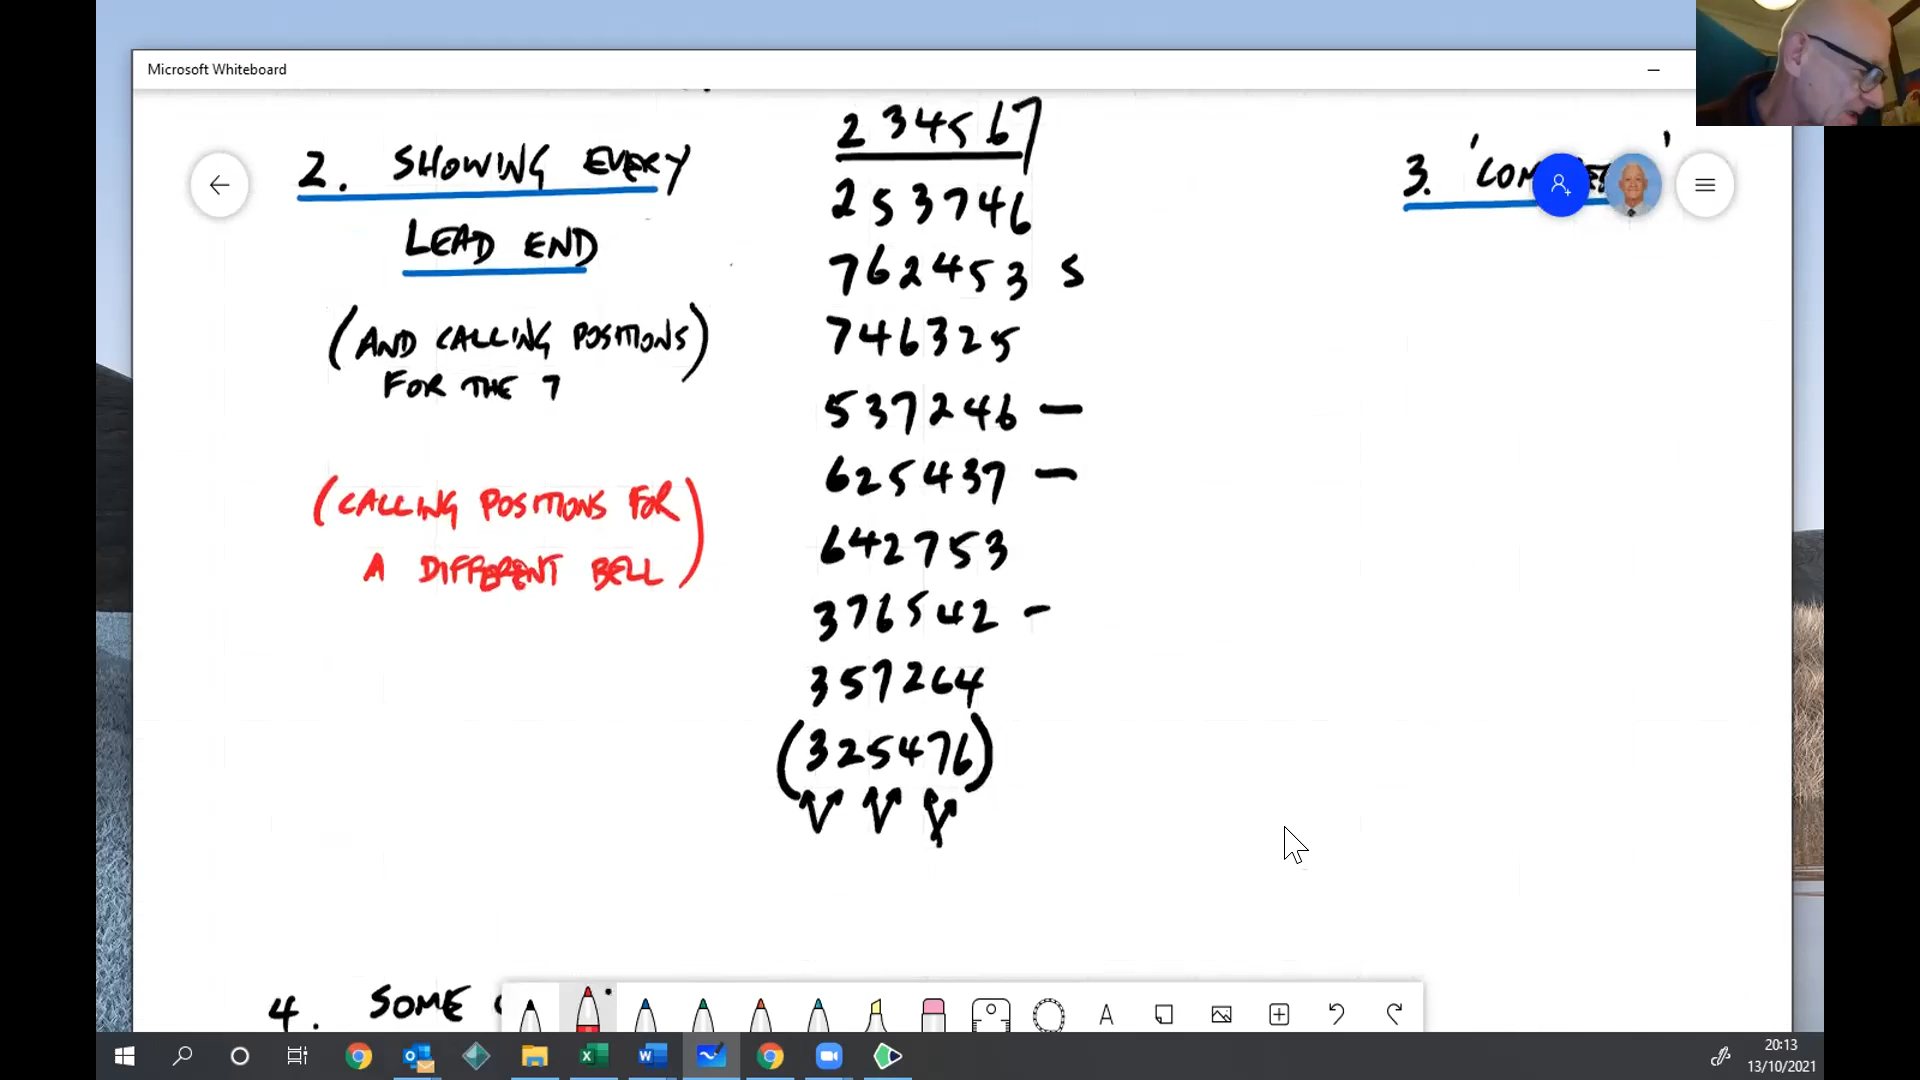 Microsoft Whiteboard
2. SHOWING EVERY
LEAD END
(AND CALLING POSITIONS)
FOR THE 7
(CALLING POSITIONS FOR
A DIFFERENT BELL)
234567
253746
762453 S
746325
537246 –
625437 –
642753
376542 –
357264
(325476)
3. '
'
4. SOME
20:13
13/10/2021